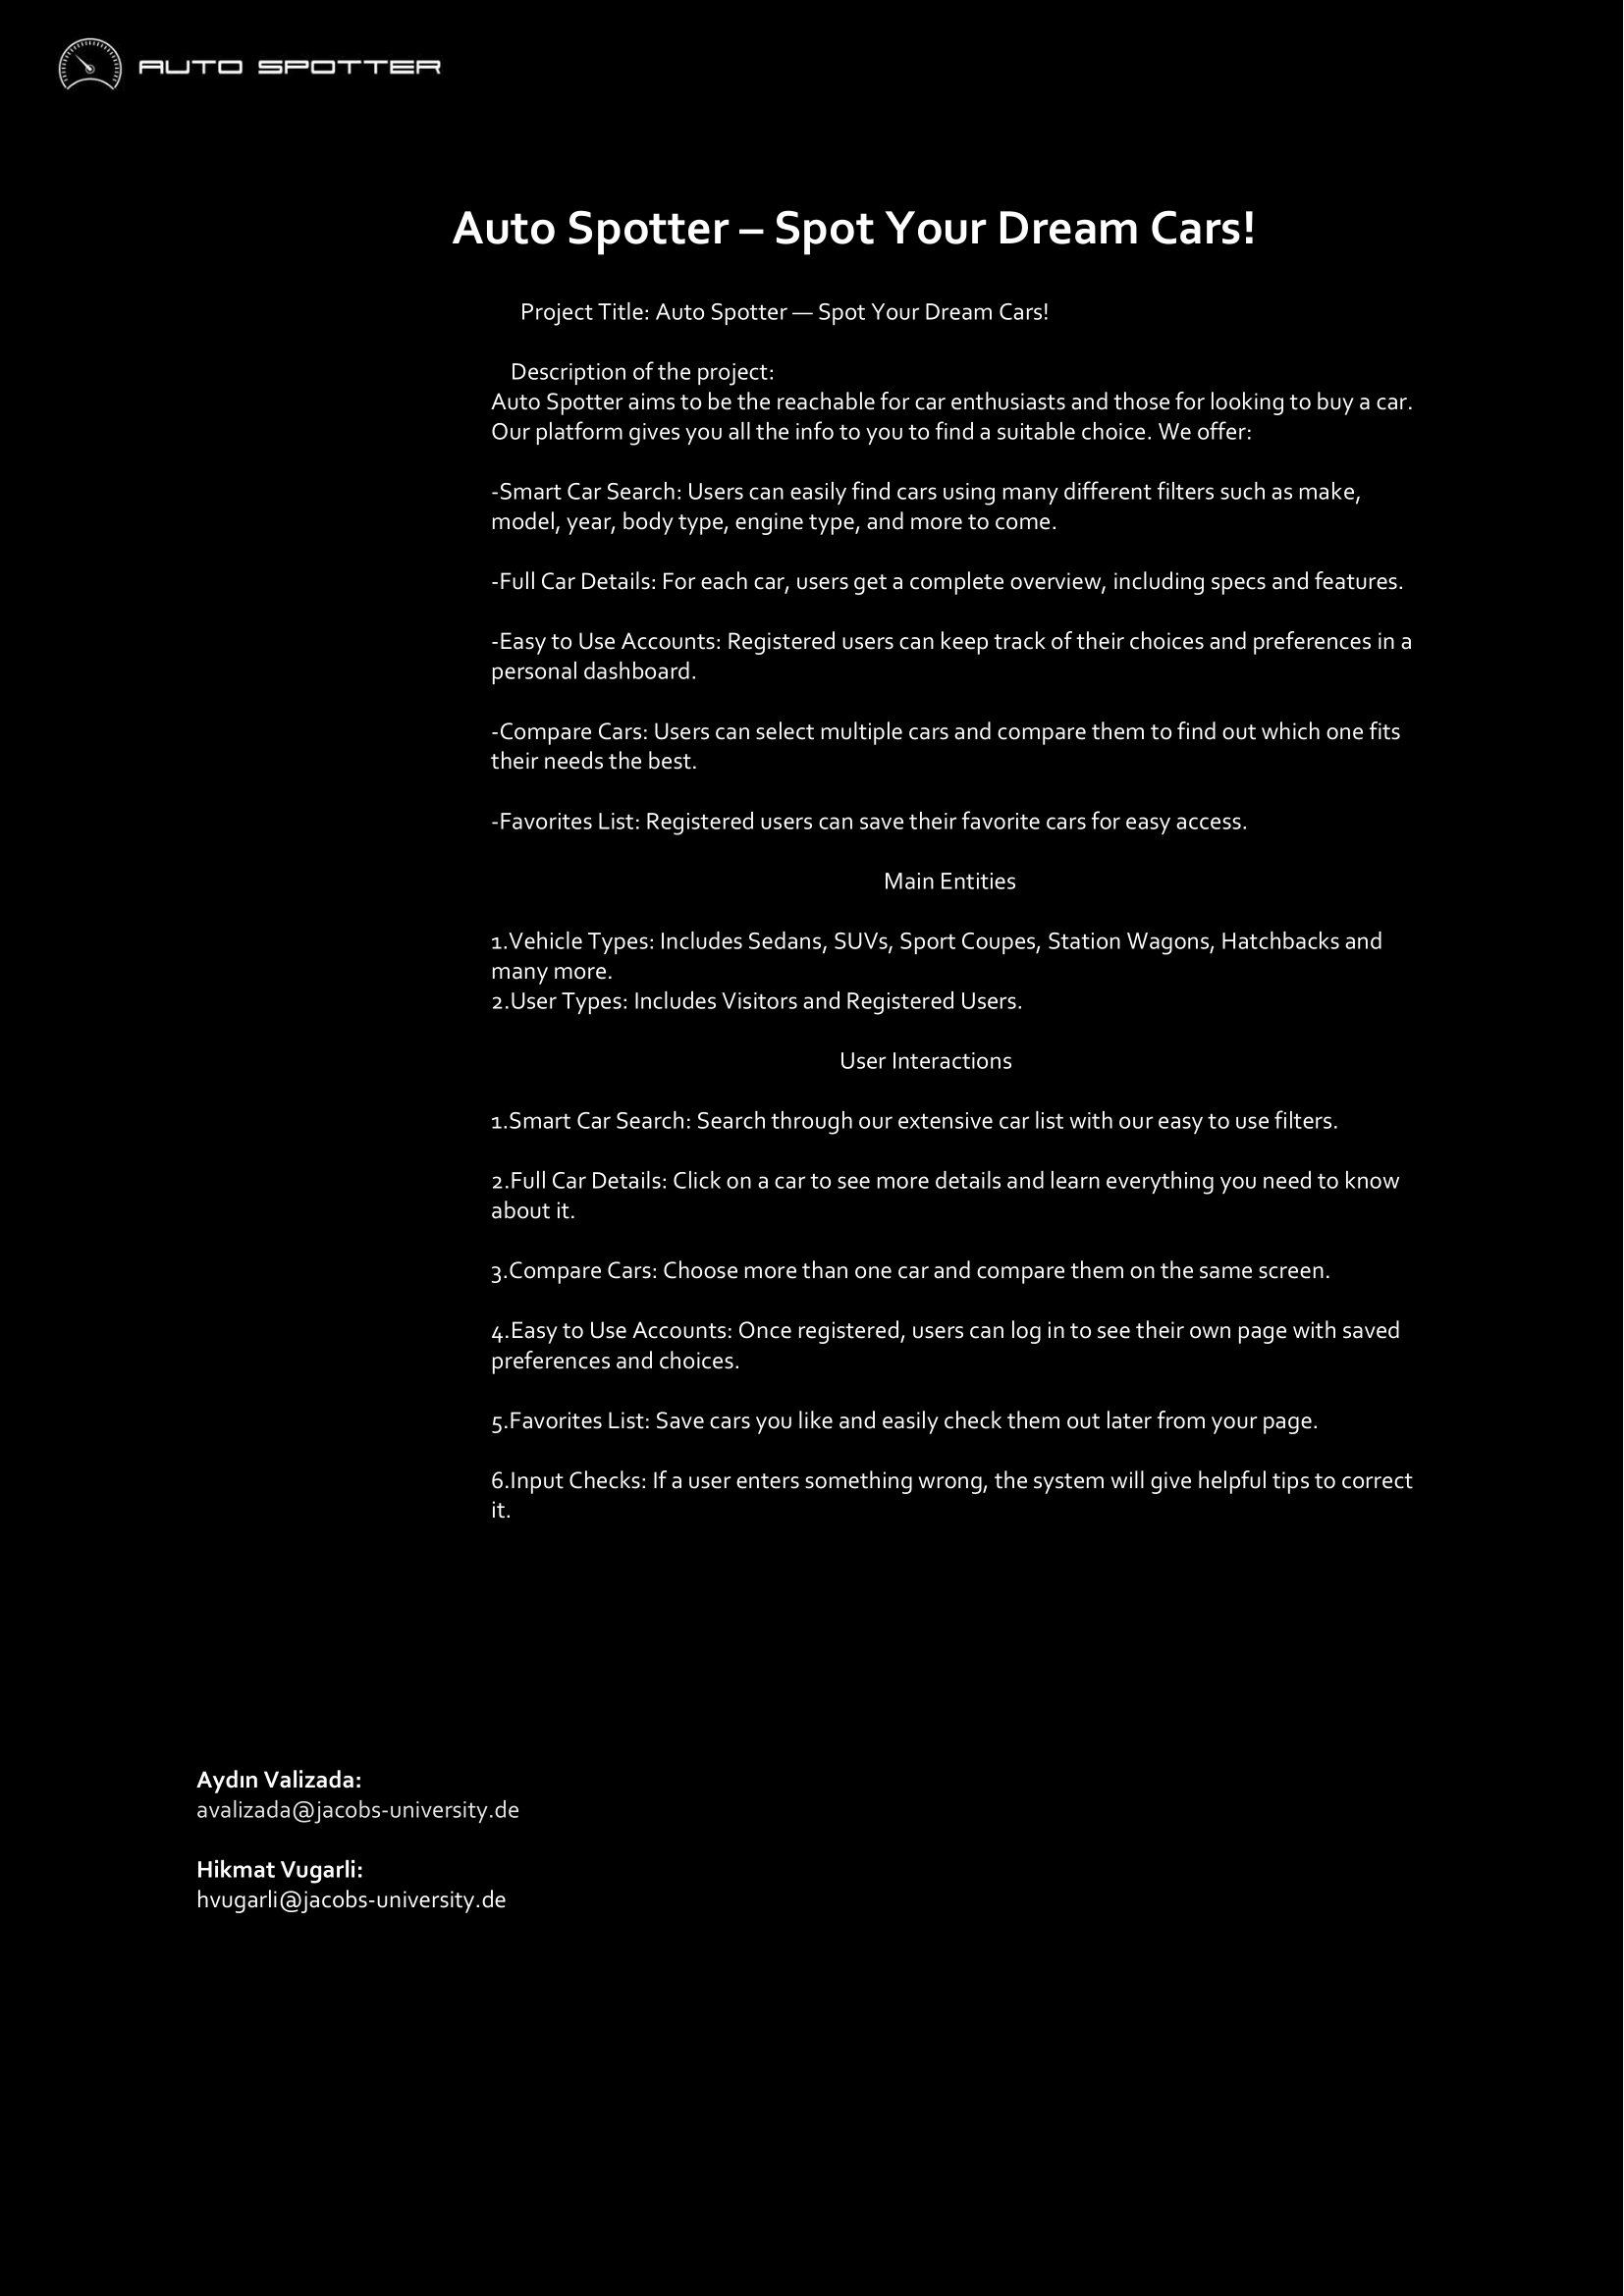 AUTO SPOTTER
Auto Spotter – Spot Your Dream Cars!
Project Title: Auto Spotter — Spot Your Dream Cars!
Description of the project:
Auto Spotter aims to be the reachable for car enthusiasts and those for looking to buy a car.
Our platform gives you all the info to you to find a suitable choice. We offer:
-Smart Car Search: Users can easily find cars using many different filters such as make,
model, year, body type, engine type, and more to come.
-Full Car Details: For each car, users get a complete overview, including specs and features.
-Easy to Use Accounts: Registered users can keep track of their choices and preferences in a
personal dashboard.
-Compare Cars: Users can select multiple cars and compare them to find out which one fits
their needs the best.
-Favorites List: Registered users can save their favorite cars for easy access.
Main Entities
1.Vehicle Types: Includes Sedans, SUVs, Sport Coupes, Station Wagons, Hatchbacks and
many more.
2.User Types: Includes Visitors and Registered Users.
User Interactions
1.Smart Car Search: Search through our extensive car list with our easy to use filters.
2.Full Car Details: Click on a car to see more details and learn everything you need to know
about it.
3.Compare Cars: Choose more than one car and compare them on the same screen.
4.Easy to Use Accounts: Once registered, users can log in to see their own page with saved
preferences and choices.
5.Favorites List: Save cars you like and easily check them out later from your page.
6.Input Checks: If a user enters something wrong, the system will give helpful tips to correct
it.
Aydın Valizada:
avalizada@jacobs-university.de
Hikmat Vugarli:
hvugarli@jacobs-university.de